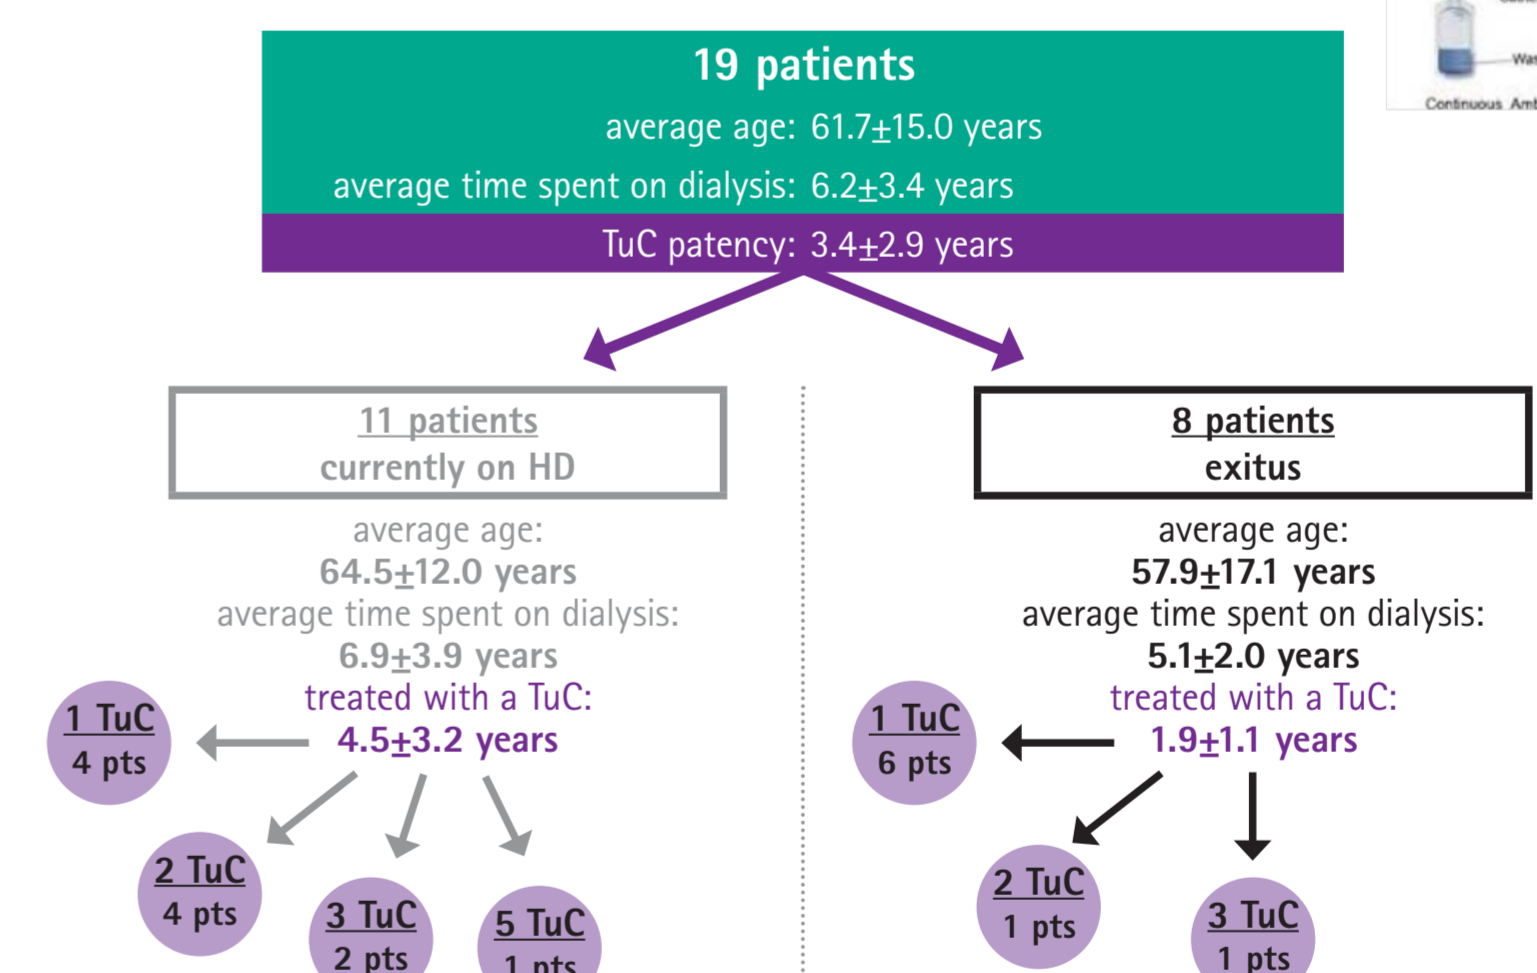 19 patients
average age: 61.7±15.0 years
average time spent on dialysis: 6.2±3.4 years
TuC patency: 3.4±2.9 years
Continuous
11 patients
currently on HD
average age:
64.5±12.0 years
average time spent on dialysis:
6.9±3.9 years
treated with a TuC:
4.5±3.2 years
1 TuC
4 pts
2 TuC
4 pts
3 TuC
2 pts
5 TuC
1 pts
8 patients
exitus
average age:
57.9±17.1 years
average time spent on dialysis:
5.1±2.0 years
treated with a TuC:
1.9±1.1 years
1 TuC
6 pts
2 TuC
1 pts
3 TuC
1 pts